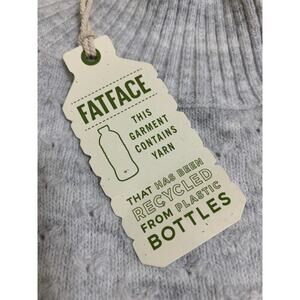 FATFACE
THIS
GARMENT
CONTAINS
YARN
THAT HAS BEEN
RECYCLED
FROM PLASTIC
BOTTLES